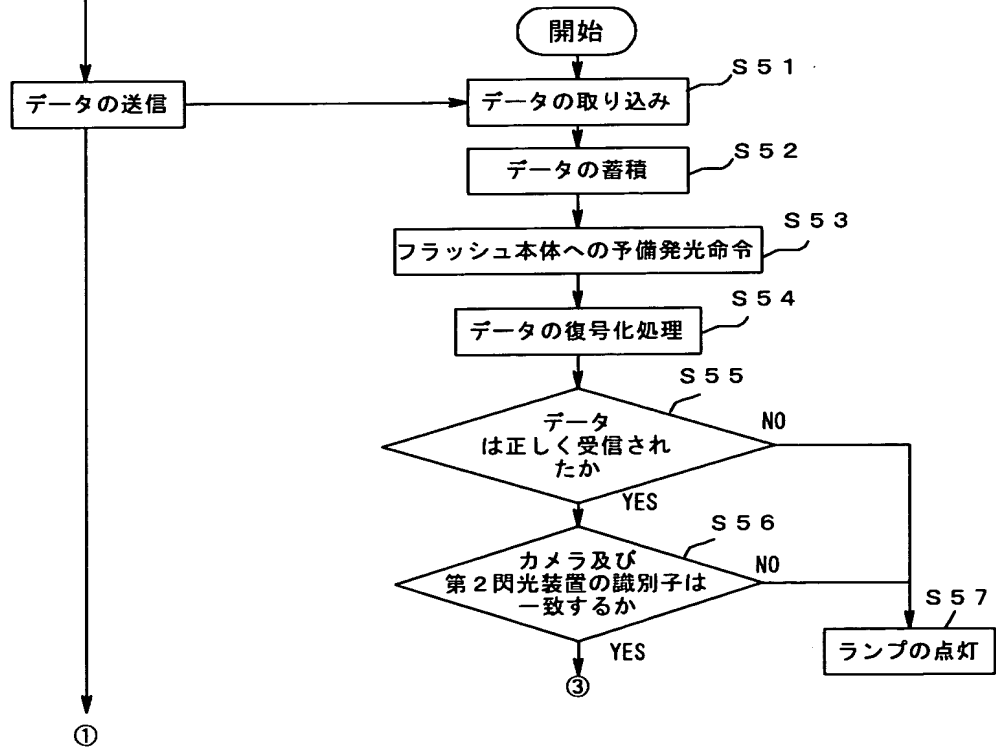 開始
S51
データの送信
データの取り込み
S52
データの蓄積
S53
フラッシュ本体への予備発光命令
S54
データの復号化処理
S55
データ
は正しく受信され
たか
NO
YES
S56
カメラ及び
第2閃光装置の識別子は
一致するか
NO
YES
S57
ランプの点灯
③
①